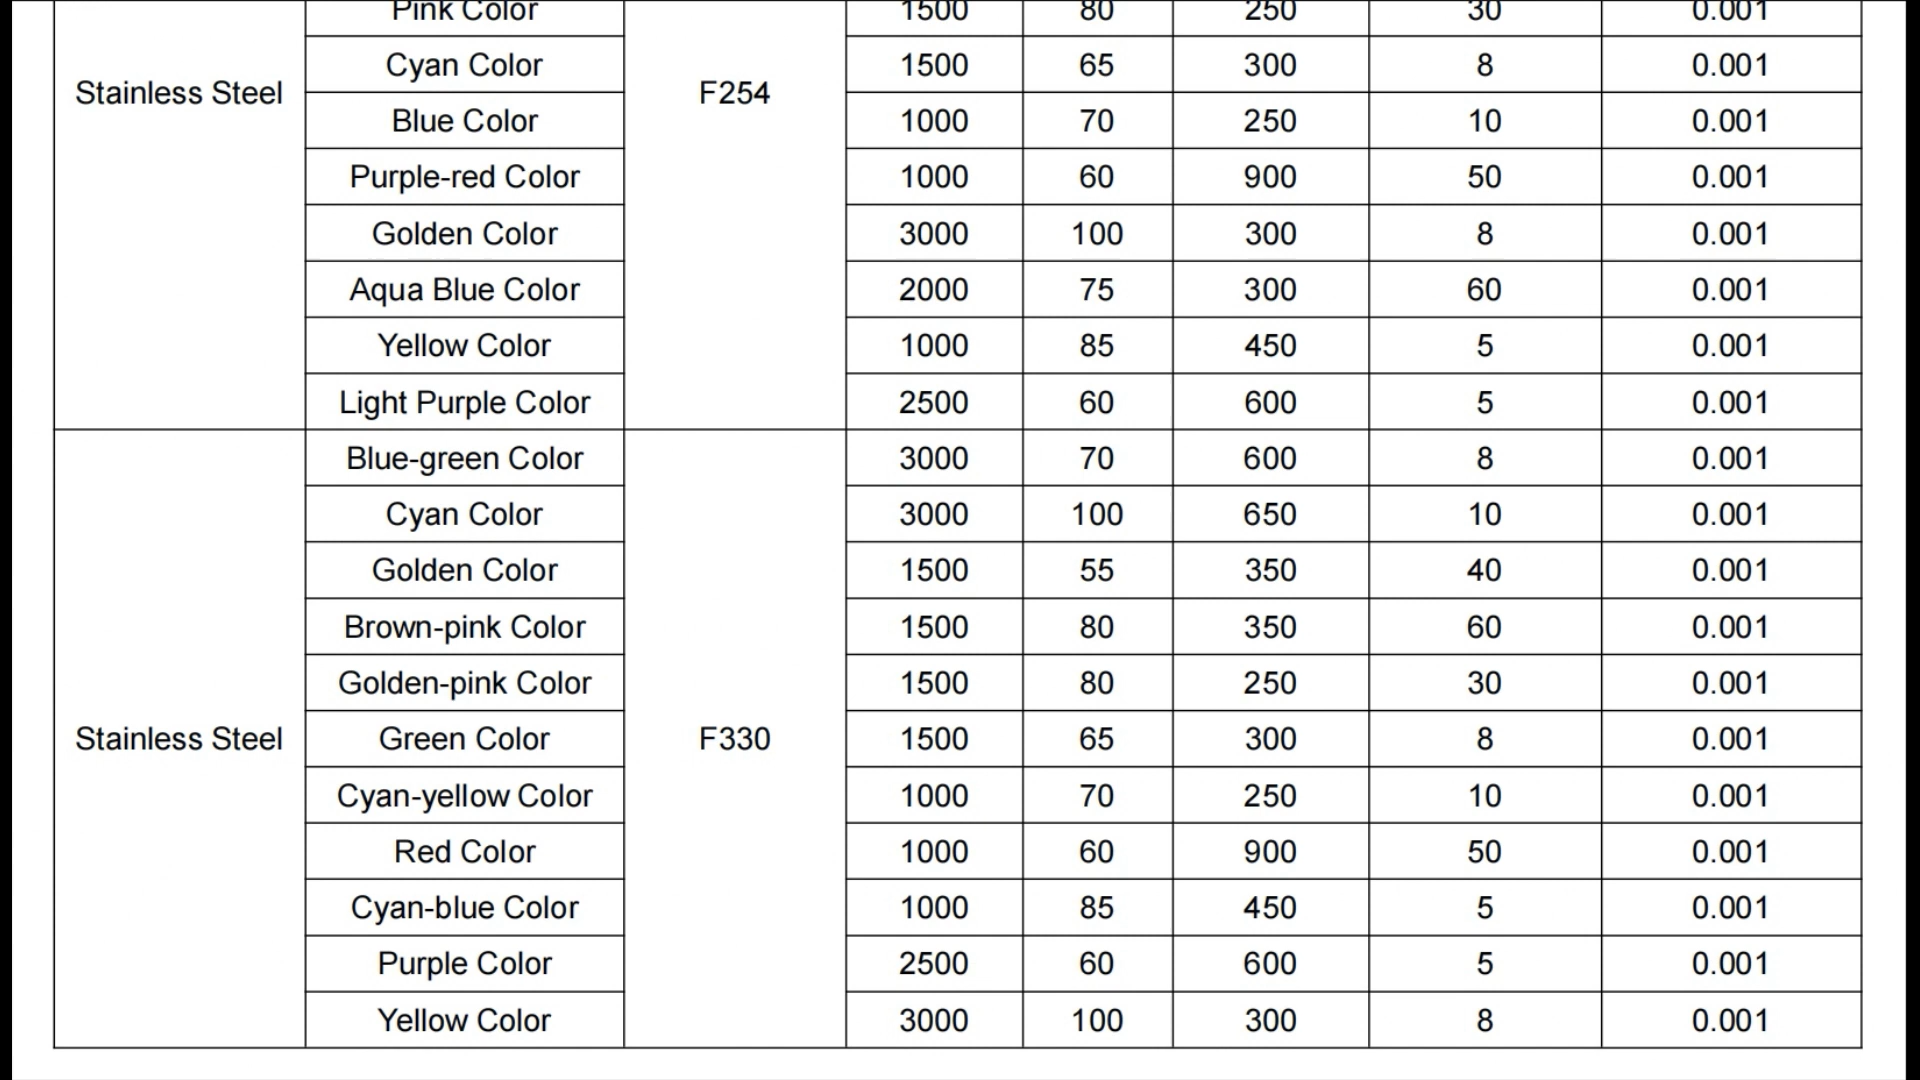 Pink Color 1500 80 250 30 0.001
Cyan Color 1500 65 300 8 0.001
Stainless Steel F254
Blue Color 1000 70 250 10 0.001
Purple-red Color 1000 60 900 50 0.001
Golden Color 3000 100 300 8 0.001
Aqua Blue Color 2000 75 300 60 0.001
Yellow Color 1000 85 450 5 0.001
Light Purple Color 2500 60 600 5 0.001
Blue-green Color 3000 70 600 8 0.001
Cyan Color 3000 100 650 10 0.001
Golden Color 1500 55 350 40 0.001
Brown-pink Color 1500 80 350 60 0.001
Golden-pink Color 1500 80 250 30 0.001
Stainless Steel Green Color F330 1500 65 300 8 0.001
Cyan-yellow Color 1000 70 250 10 0.001
Red Color 1000 60 900 50 0.001
Cyan-blue Color 1000 85 450 5 0.001
Purple Color 2500 60 600 5 0.001
Yellow Color 3000 100 300 8 0.001